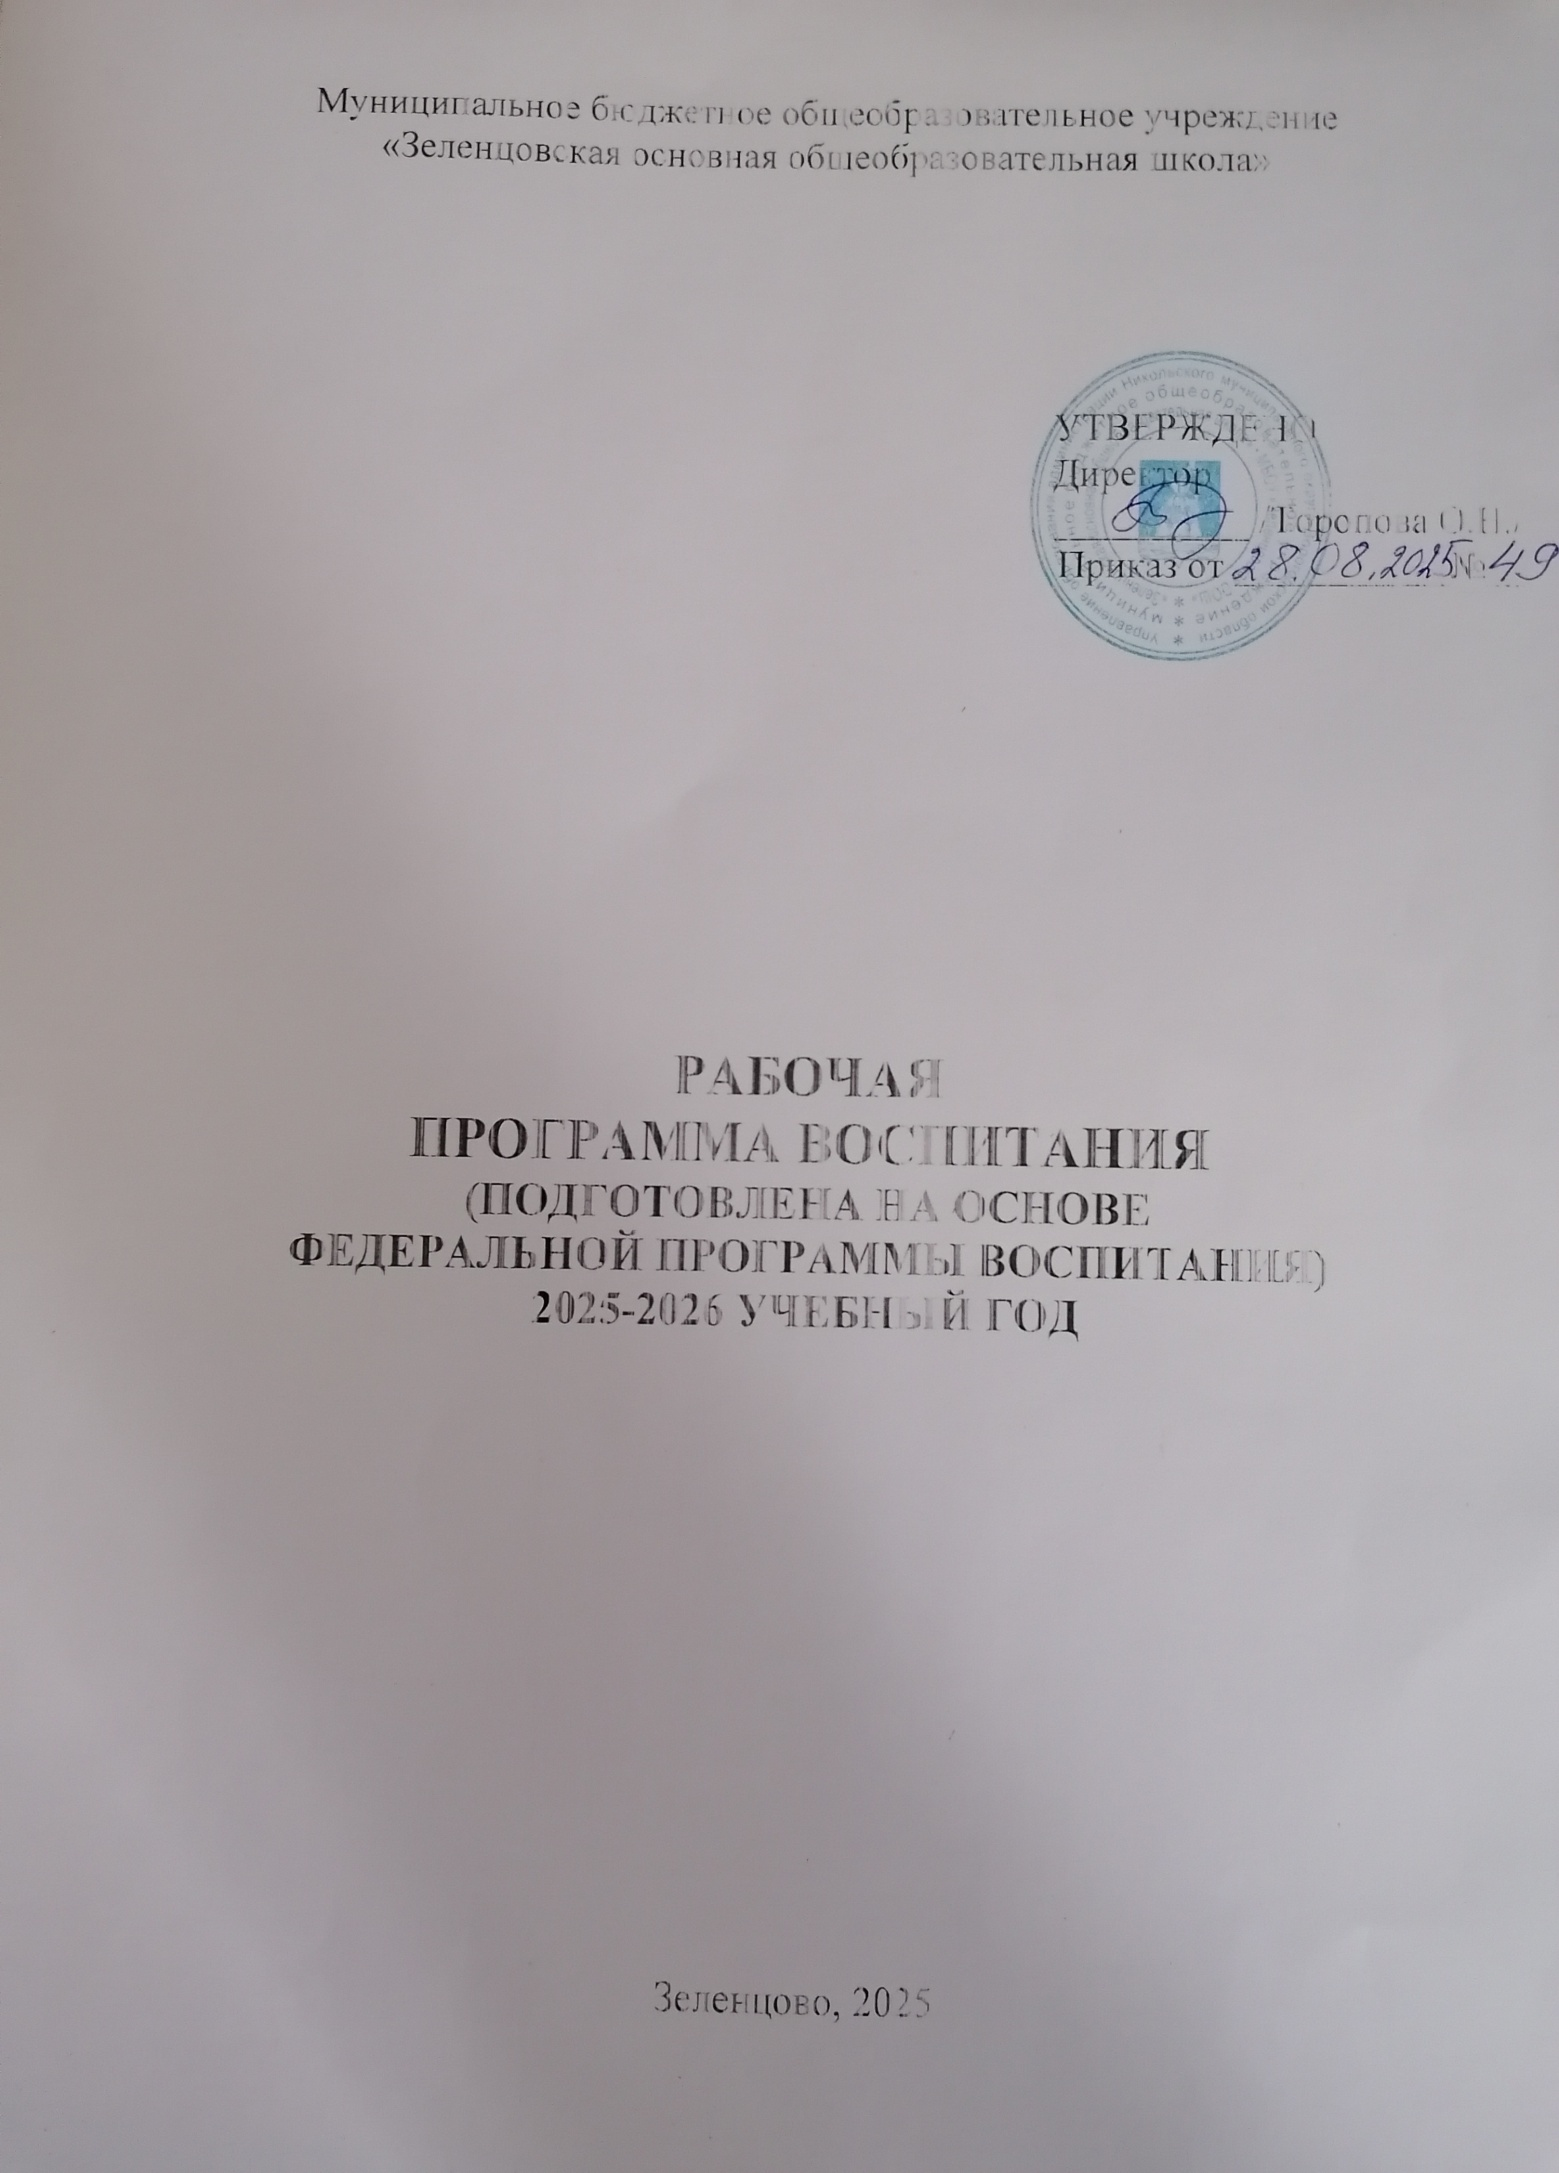 Муниципальное бюджетное общеобразовательное учреждение
«Зеленцовская основная общеобразовательная школа»
УТВЕРЖДЕНО
Директор
/Торопова О.Н./
Приказ от 28.08.2025 № 49
РАБОЧАЯ
ПРОГРАММА ВОСПИТАНИЯ
(ПОДГОТОВЛЕНА НА ОСНОВЕ
ФЕДЕРАЛЬНОЙ ПРОГРАММЫ ВОСПИТАНИЯ)
2025-2026 УЧЕБНЫЙ ГОД
Зеленцово, 2025